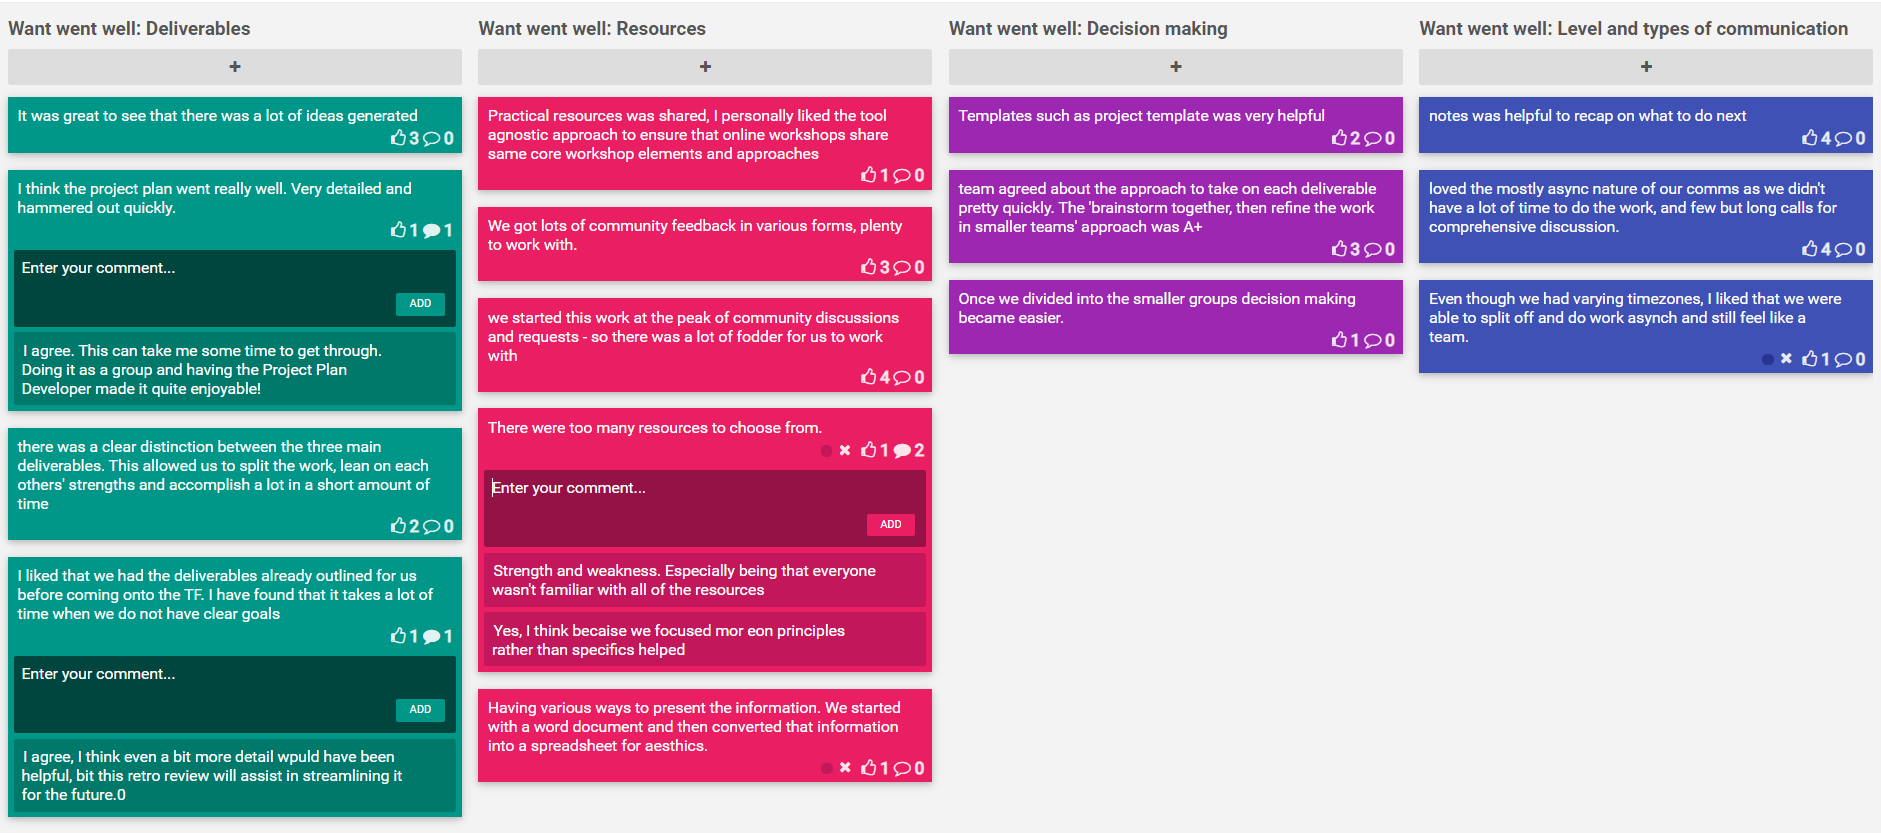 Want went well: Deliverables
+
It was great to see that there was a lot of ideas generated
3 0
I think the project plan went really well. Very detailed and
hammered out quickly.
1 1
Enter your comment...
ADD
I agree. This can take me some time to get through.
Doing it as a group and having the Project Plan
Developer made it quite enjoyable!
there was a clear distinction between the three main
deliverables. This allowed us to split the work, lean on each
others' strengths and accomplish a lot in a short amount of
time
2 0
I liked that we had the deliverables already outlined for us
before coming onto the TF. I have found that it takes a lot of
time when we do not have clear goals
1 1
Enter your comment...
ADD
I agree, I think even a bit more detail wpuld have been
helpful, bit this retro review will assist in streamlining it
for the future.0
Want went well: Resources
+
Practical resources was shared, I personally liked the tool
agnostic approach to ensure that online workshops share
same core workshop elements and approaches
1 0
We got lots of community feedback in various forms, plenty
to work with.
3 0
we started this work at the peak of community discussions
and requests - so there was a lot of fodder for us to work
with
4 0
There were too many resources to choose from.
1 2
Enter your comment...
ADD
Strength and weakness. Especially being that everyone
wasn't familiar with all of the resources
Yes, I think becaise we focused mor eon principles
rather than specifics helped
Having various ways to present the information. We started
with a word document and then converted that information
into a spreadsheet for aesthics.
1 0
Want went well: Decision making
+
Templates such as project template was very helpful
2 0
team agreed about the approach to take on each deliverable
pretty quickly. The 'brainstorm together, then refine the work
in smaller teams' approach was A+
3 0
Once we divided into the smaller groups decision making
became easier.
1 0
Want went well: Level and types of communication
+
notes was helpful to recap on what to do next
4 0
loved the mostly async nature of our comms as we didn't
have a lot of time to do the work, and few but long calls for
comprehensive discussion.
4 0
Even though we had varying timezones, I liked that we were
able to split off and do work asynch and still feel like a
team.
1 0